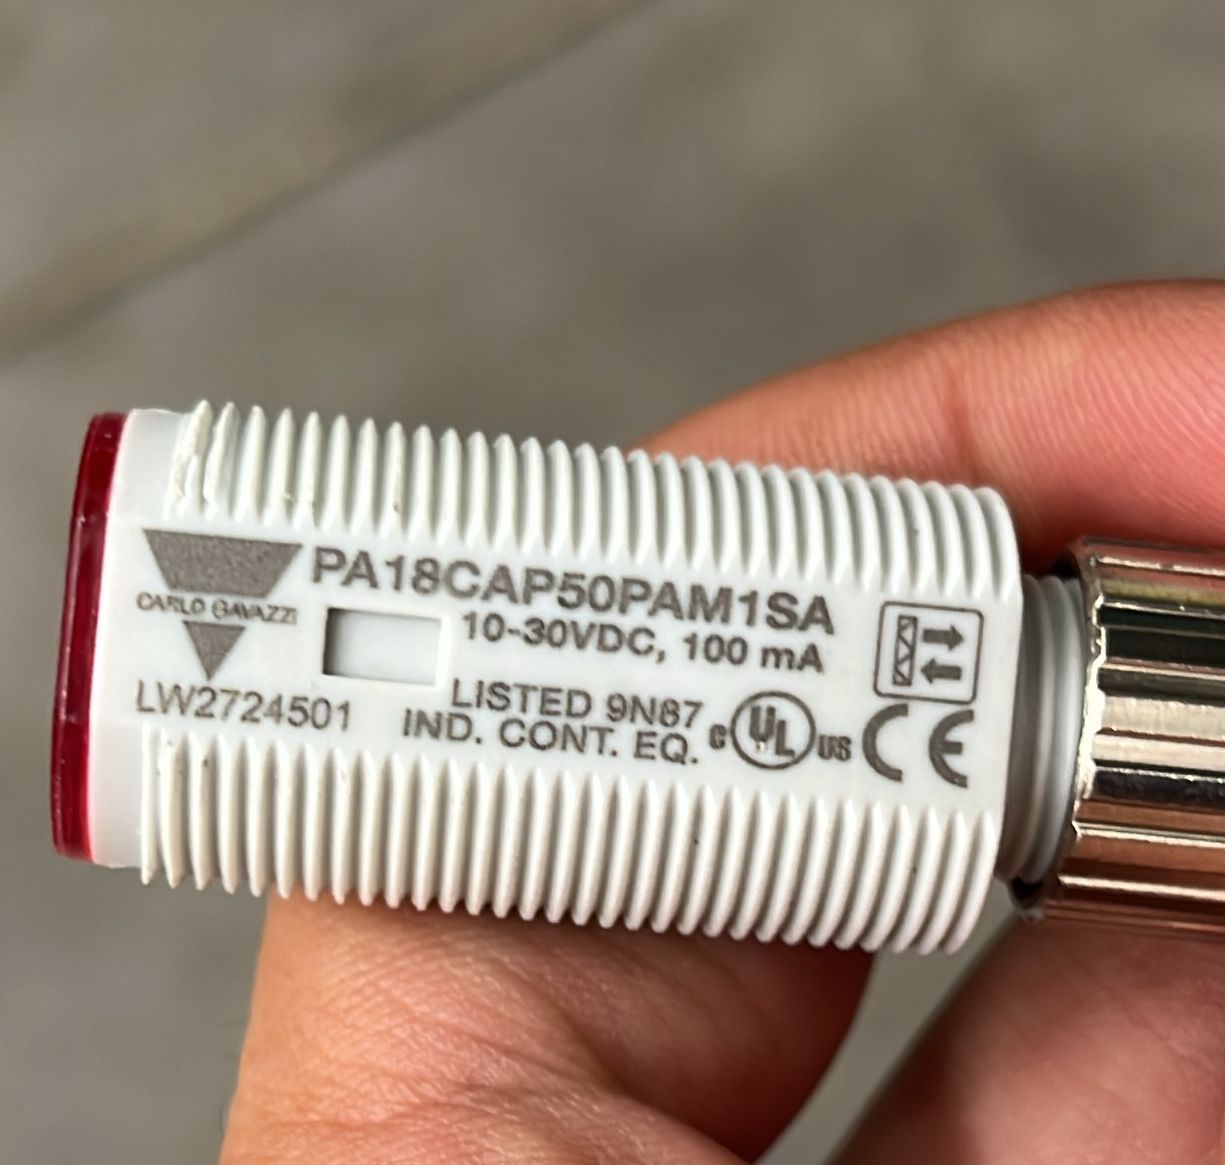 CARLO GAVAZZI
PA18CAP50PAM1SA
10-30VDC, 100 mA
LW2724501
LISTED 9N87
IND. CONT. EQ.
c UL us CE